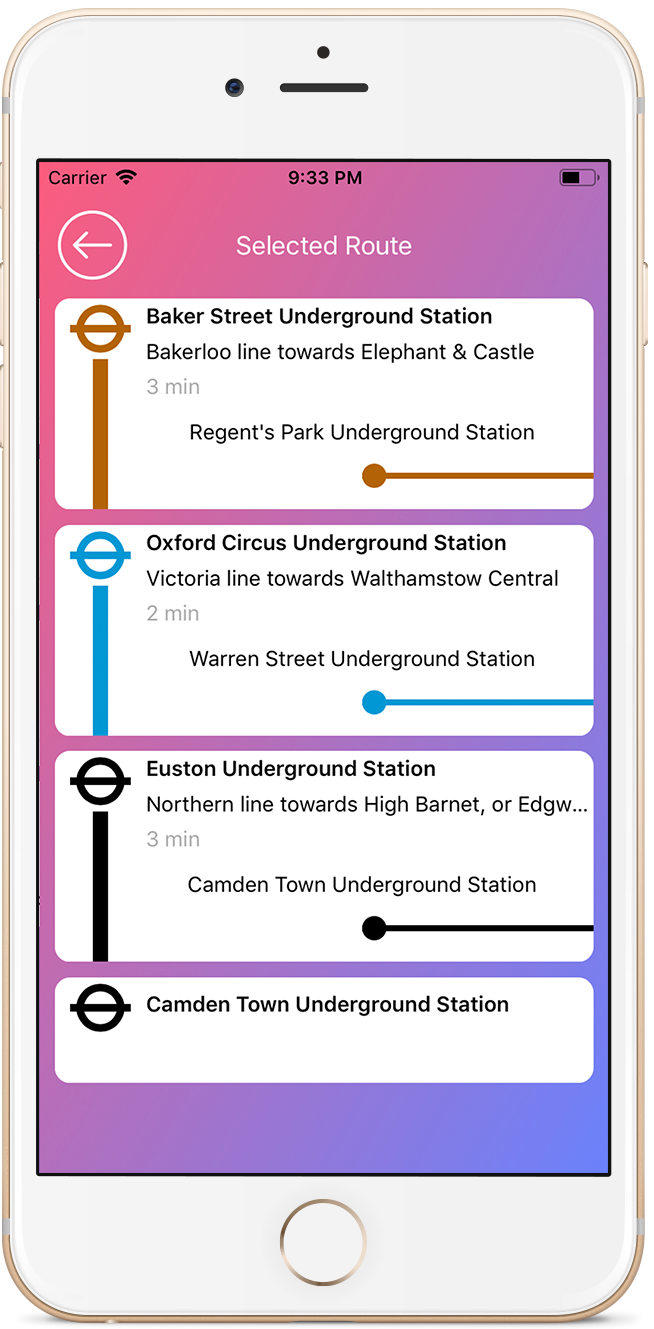 Carrier 9:33 PM
Selected Route
Baker Street Underground Station
Bakerloo line towards Elephant & Castle
3 min
Regent's Park Underground Station
Oxford Circus Underground Station
Victoria line towards Walthamstow Central
2 min
Warren Street Underground Station
Euston Underground Station
Northern line towards High Barnet, or Edgw...
3 min
Camden Town Underground Station
Camden Town Underground Station